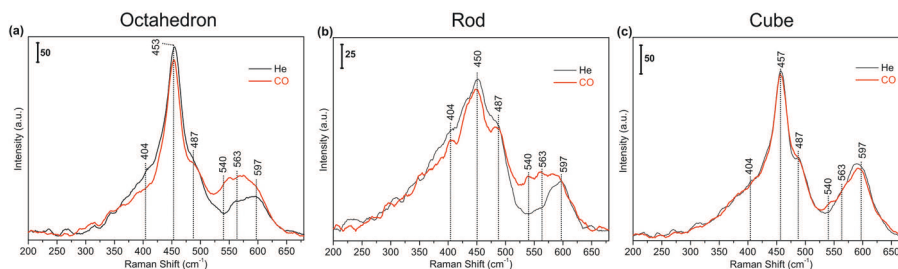 Octahedron
(a)
50
453
He
CO
404
487
540
563
597
Intensity (a.u.)
200 250 300 350 400 450 500 550 600 650
Raman Shift (cm-1)
Rod
(b)
25
450
He
CO
404
487
540
563
597
Intensity (a.u.)
200 250 300 350 400 450 500 550 600 650
Raman Shift (cm-1)
Cube
(c)
50
457
He
CO
487
404
597
540
563
Intensity (a.u.)
200 250 300 350 400 450 500 550 600 650
Raman Shift (cm-1)